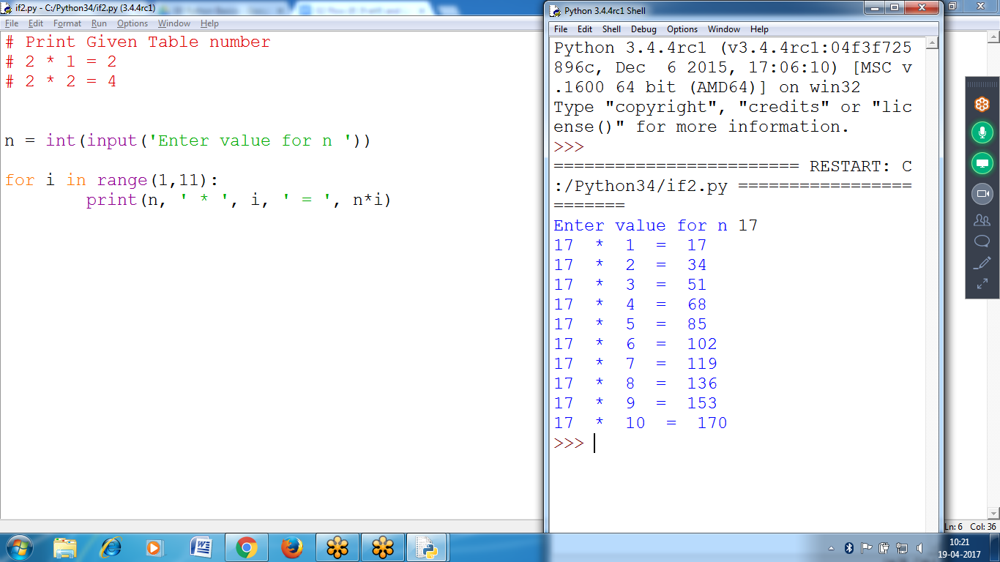 if2.py - C:/Python34/if2.py (3.4.4rc1)
File Edit Format Run Options Window Help
# Print Given Table number
# 2 * 1 = 2
# 2 * 2 = 4
n = int(input('Enter value for n '))
for i in range(1,11):
        print(n, ' * ', i, ' = ', n*i)
Python 3.4.4rc1 Shell
File Edit Shell Debug Options Window Help
Python 3.4.4rc1 (v3.4.4rc1:04f3f725
896c, Dec  6 2015, 17:06:10) [MSC v
.1600 64 bit (AMD64)] on win32
Type "copyright", "credits" or "lic
ense()" for more information.
>>>
======================== RESTART: C
:/Python34/if2.py =================
=======
Enter value for n 17
17  *  1  =  17
17  *  2  =  34
17  *  3  =  51
17  *  4  =  68
17  *  5  =  85
17  *  6  =  102
17  *  7  =  119
17  *  8  =  136
17  *  9  =  153
17  *  10  =  170
>>>
Ln: 6 Col: 36
10:21
19-04-2017